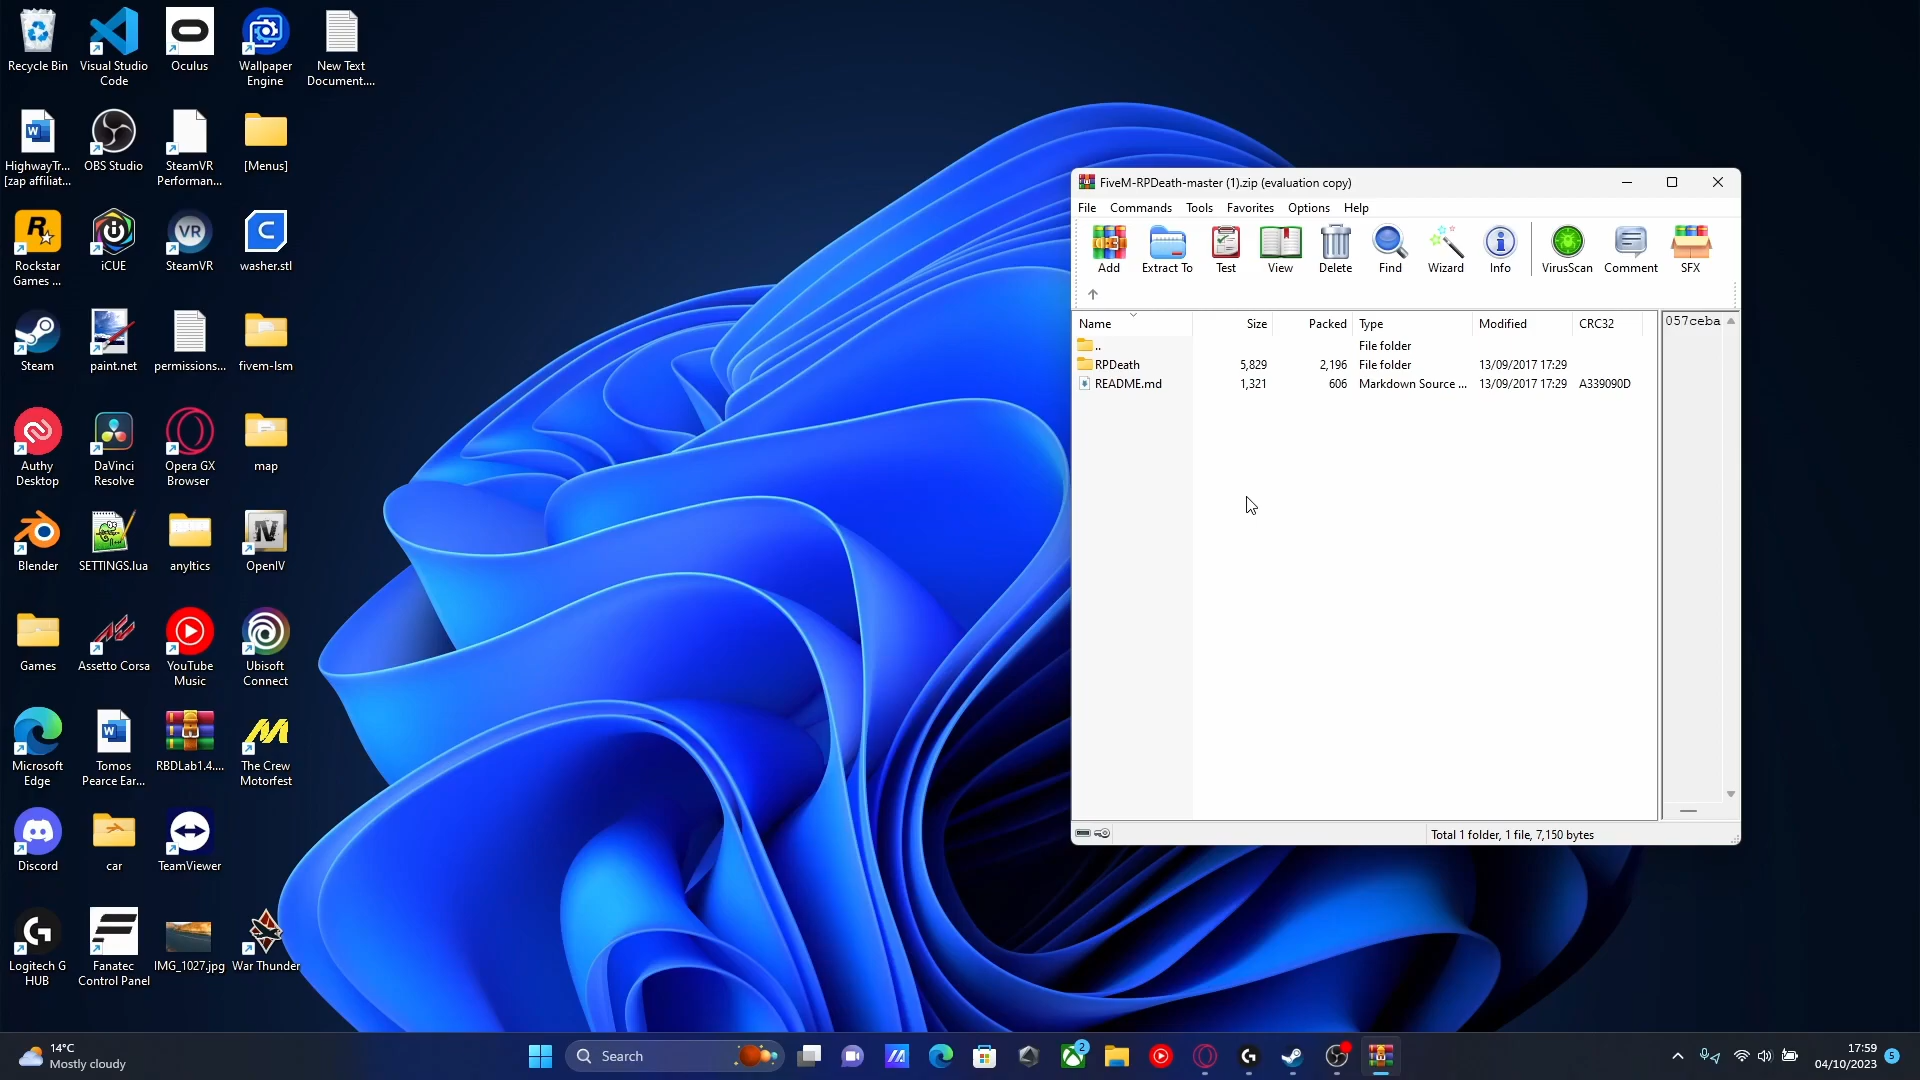 Recycle Bin
Visual Studio
Code
Oculus
Wallpaper
Engine
New Text
Document....
HighwayTr...
[zap affiliat...
OBS Studio
SteamVR
Performan...
[Menus]
Rockstar
Games ...
iCUE
SteamVR
washer.stl
Steam
paint.net
permissions...
fivem-lsm
Authy
Desktop
DaVinci
Resolve
Opera GX
Browser
map
Blender
SETTINGS.lua
anyltics
OpenIV
Games
Assetto Corsa
YouTube
Music
Ubisoft
Connect
Microsoft
Edge
Tomos
Pearce Ear...
RBDLab1.4....
The Crew
Motorfest
Discord
car
TeamViewer
Logitech G
HUB
Fanatec
Control Panel
IMG_1027.jpg
War Thunder
FiveM-RPDeath-master (1).zip (evaluation copy)
File Commands Tools Favorites Options Help
Add Extract To Test View Delete Find Wizard Info VirusScan Comment SFX
Name Size Packed Type Modified CRC32
.. File folder
RPDeath 5,829 2,196 File folder 13/09/2017 17:29
README.md 1,321 606 Markdown Source ... 13/09/2017 17:29 A339090D
057ceba
Total 1 folder, 1 file, 7,150 bytes
14°C
Mostly cloudy
Search
2
17:59
04/10/2023
5